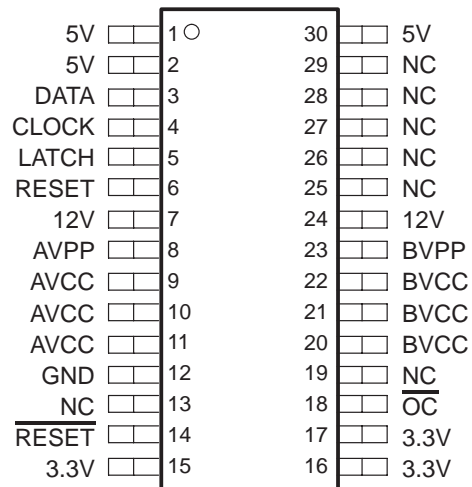 5V 1 30 5V
5V 2 29 NC
DATA 3 28 NC
CLOCK 4 27 NC
LATCH 5 26 NC
RESET 6 25 NC
12V 7 24 12V
AVPP 8 23 BVPP
AVCC 9 22 BVCC
AVCC 10 21 BVCC
AVCC 11 20 BVCC
GND 12 19 NC
NC 13 18 O̅C̅
R̅E̅S̅E̅T̅ 14 17 3.3V
3.3V 15 16 3.3V